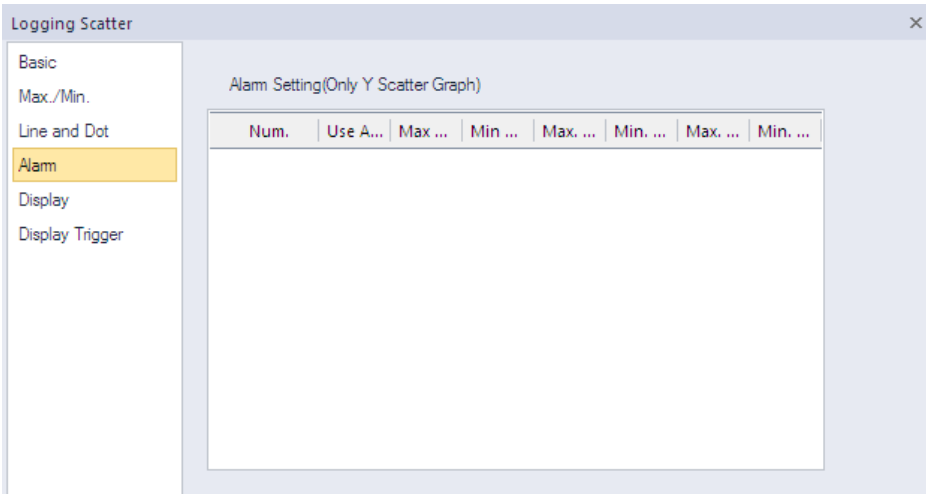 Logging Scatter
Basic
Max./Min.
Line and Dot
Alarm
Display
Display Trigger
Alarm Setting(Only Y Scatter Graph)
Num. Use A... Max ... Min ... Max. ... Min. ... Max. ... Min. ...